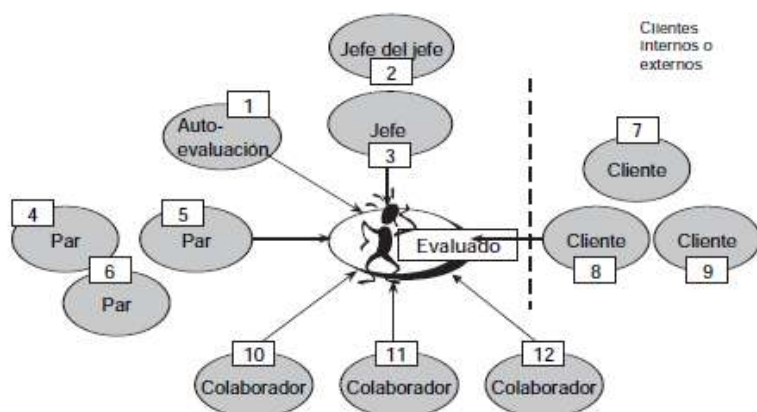 Jefe del jefe
2
Clientes
internos o
externos
1
Auto-
evaluación
Jefe
3
7
Cliente
4
Par
5
Par
6
Par
Evaluado
Cliente
8
Cliente
9
10
Colaborador
11
Colaborador
12
Colaborador